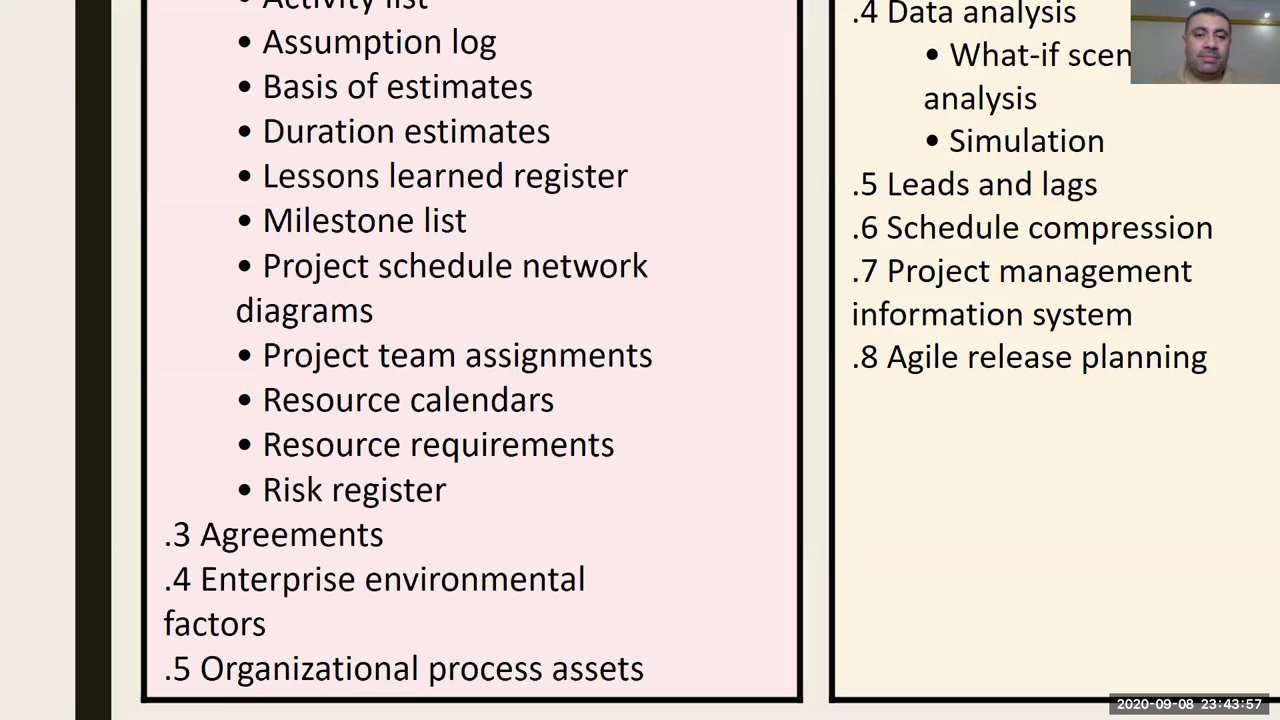 • Activity list
• Assumption log
• Basis of estimates
• Duration estimates
• Lessons learned register
• Milestone list
• Project schedule network
diagrams
• Project team assignments
• Resource calendars
• Resource requirements
• Risk register
.3 Agreements
.4 Enterprise environmental
factors
.5 Organizational process assets
.4 Data analysis
• What-if
analysis
• Simulation
.5 Leads and lags
.6 Schedule compression
.7 Project management
information system
.8 Agile release planning
2020-09-08 23:43:57